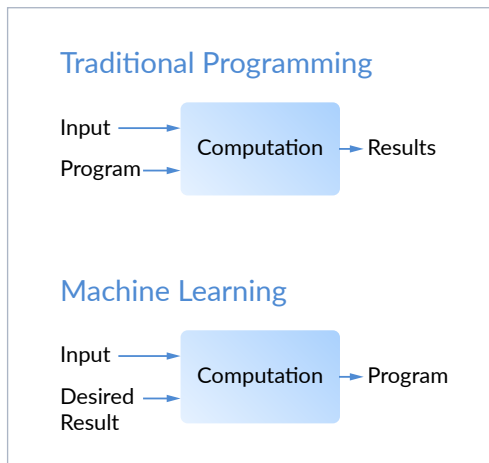 Traditional Programming
Input
Program
Computation
Results
Machine Learning
Input
Desired
Result
Computation
Program